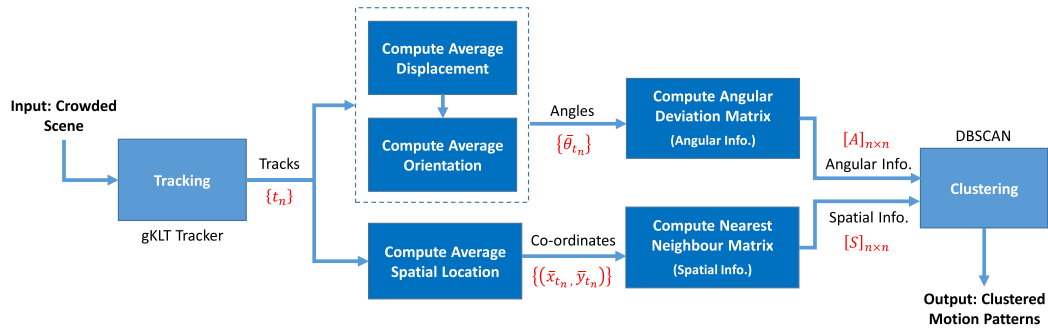 Input: Crowded
Scene
Tracking
gKLT Tracker
Tracks
{t_n}
Compute Average
Displacement
Compute Average
Orientation
Angles
{θ̄_{t_n}}
Compute Angular
Deviation Matrix
(Angular Info.)
[A]_{n×n}
Angular Info.
Compute Average
Spatial Location
Co-ordinates
{(x̄_{t_n}, ȳ_{t_n})}
Compute Nearest
Neighbour Matrix
(Spatial Info.)
Spatial Info.
[S]_{n×n}
DBSCAN
Clustering
Output: Clustered
Motion Patterns